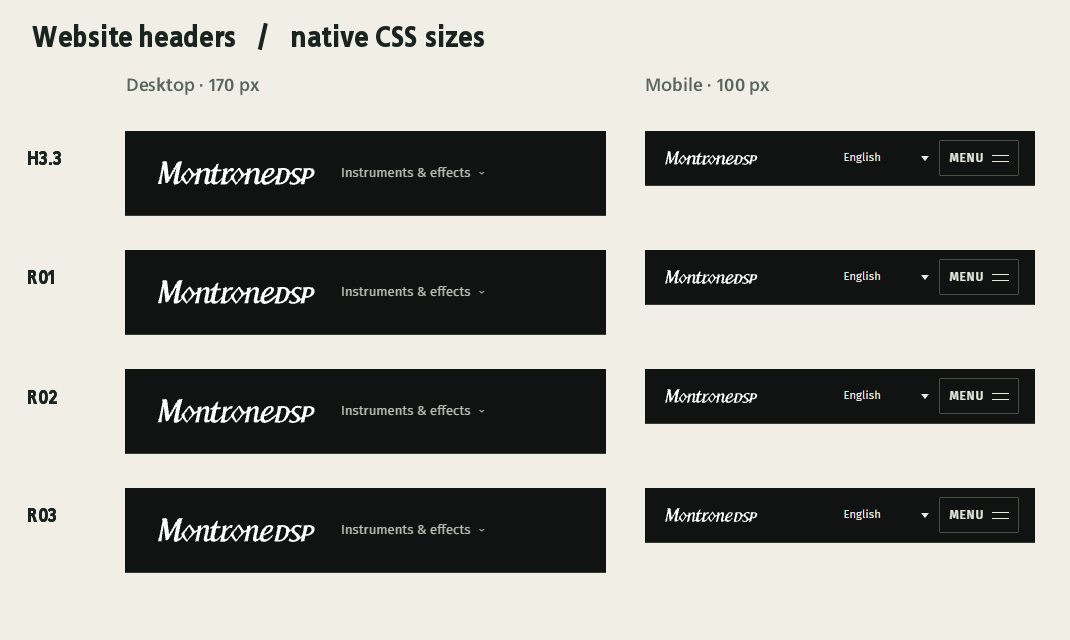 Website headers / native CSS sizes
Desktop · 170 px
Mobile · 100 px
H3.3
MontroneDSP
Instruments & effects
MontroneDSP
English
MENU
R01
MontroneDSP
Instruments & effects
MontroneDSP
English
MENU
R02
MontroneDSP
Instruments & effects
MontroneDSP
English
MENU
R03
MontroneDSP
Instruments & effects
MontroneDSP
English
MENU